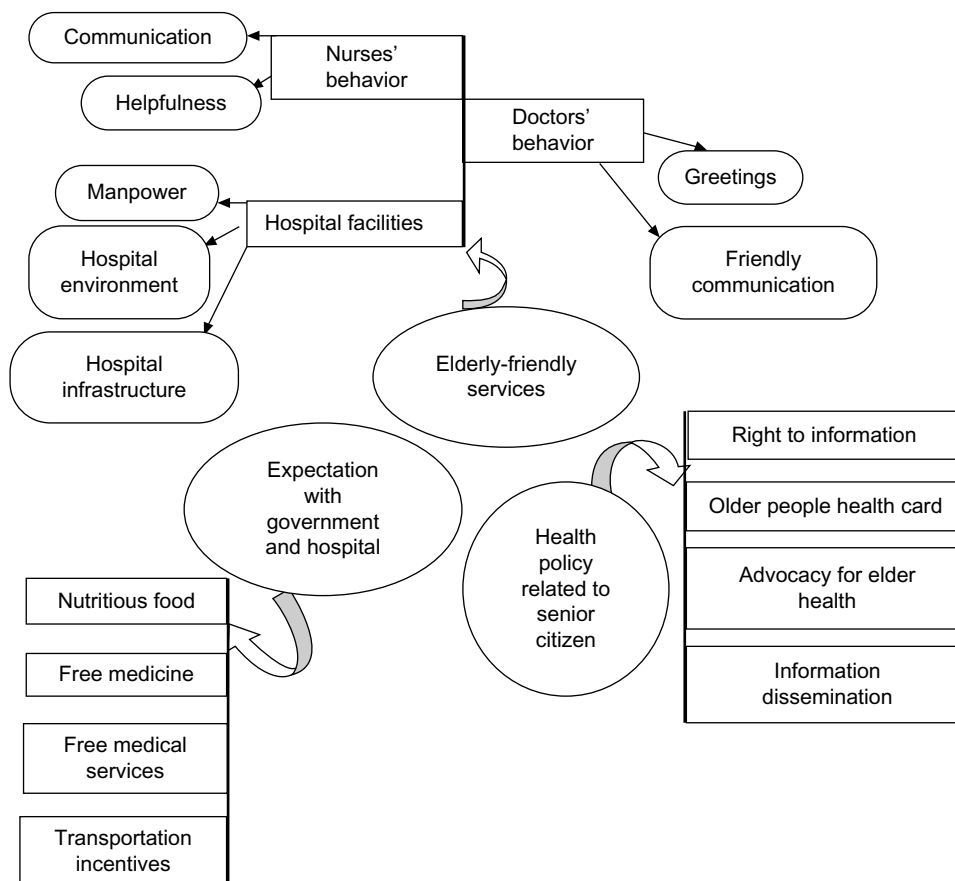 Communication
Nurses’
behavior
Helpfulness
Doctors’
behavior
Greetings
Friendly
communication
Manpower
Hospital facilities
Hospital
environment
Hospital
infrastructure
Elderly-friendly
services
Expectation
with
government
and hospital
Health
policy
related to
senior
citizen
Right to information
Older people health card
Advocacy for elder
health
Information
dissemination
Nutritious food
Free medicine
Free medical
services
Transportation
incentives